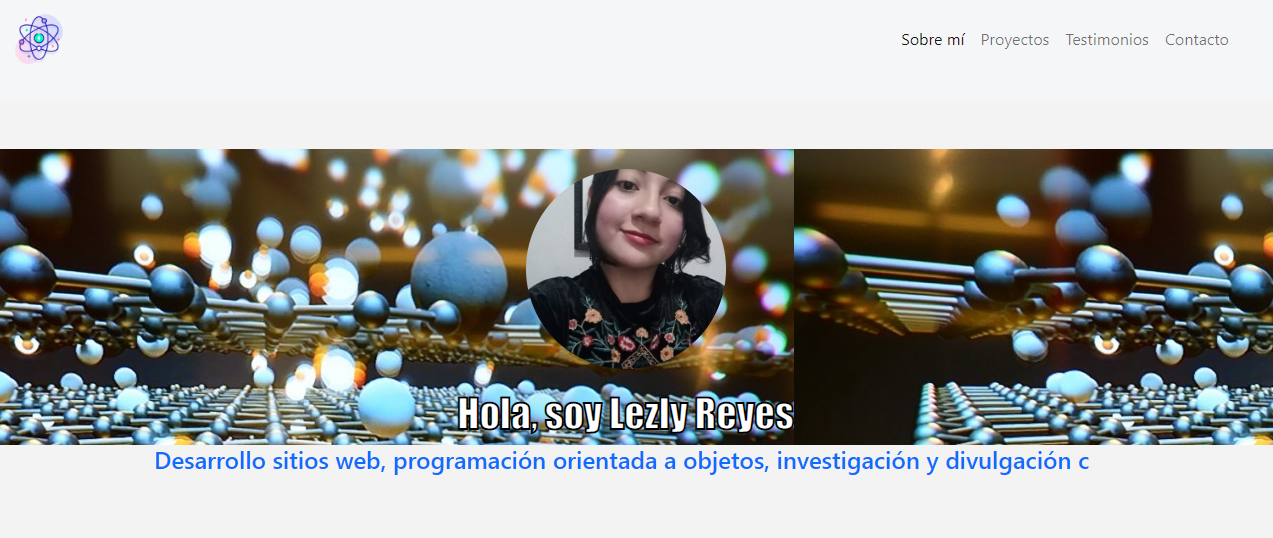 Sobre mí Proyectos Testimonios Contacto
Hola, soy Lezly Reyes
Desarrollo sitios web, programación orientada a objetos, investigación y divulgación c